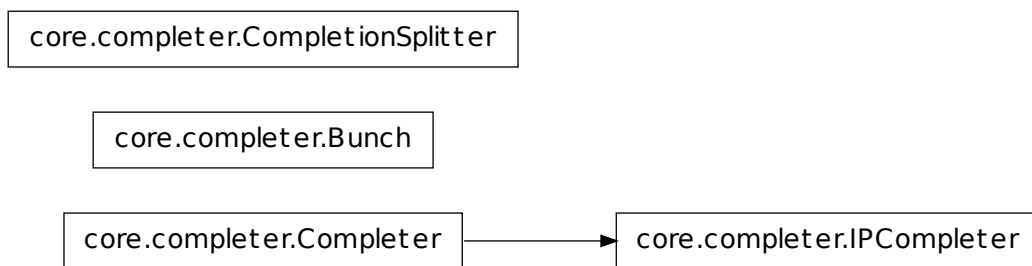 core.completer.CompletionSplitter
core.completer.Bunch
core.completer.Completer
core.completer.IPCompleter